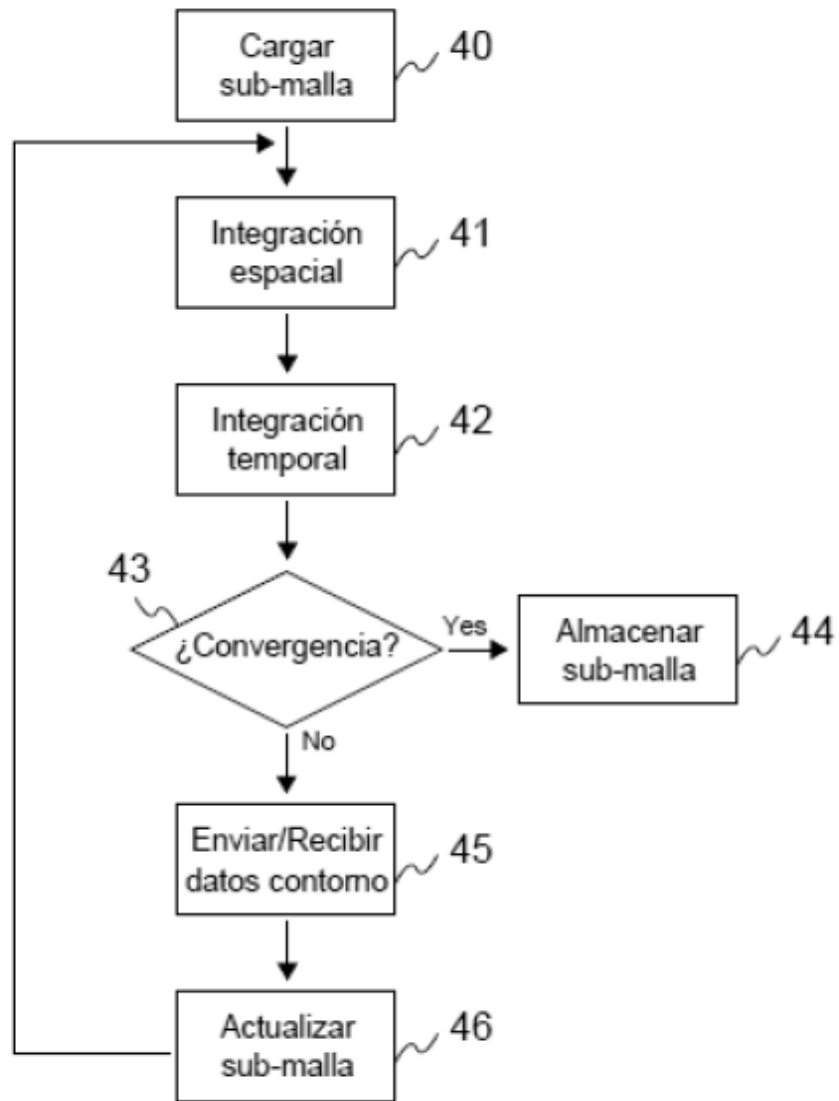 Cargar
sub-malla
40
Integración
espacial
41
Integración
temporal
42
43
¿Convergencia?
Yes
Almacenar
sub-malla
44
No
Enviar/Recibir
datos contorno
45
Actualizar
sub-malla
46